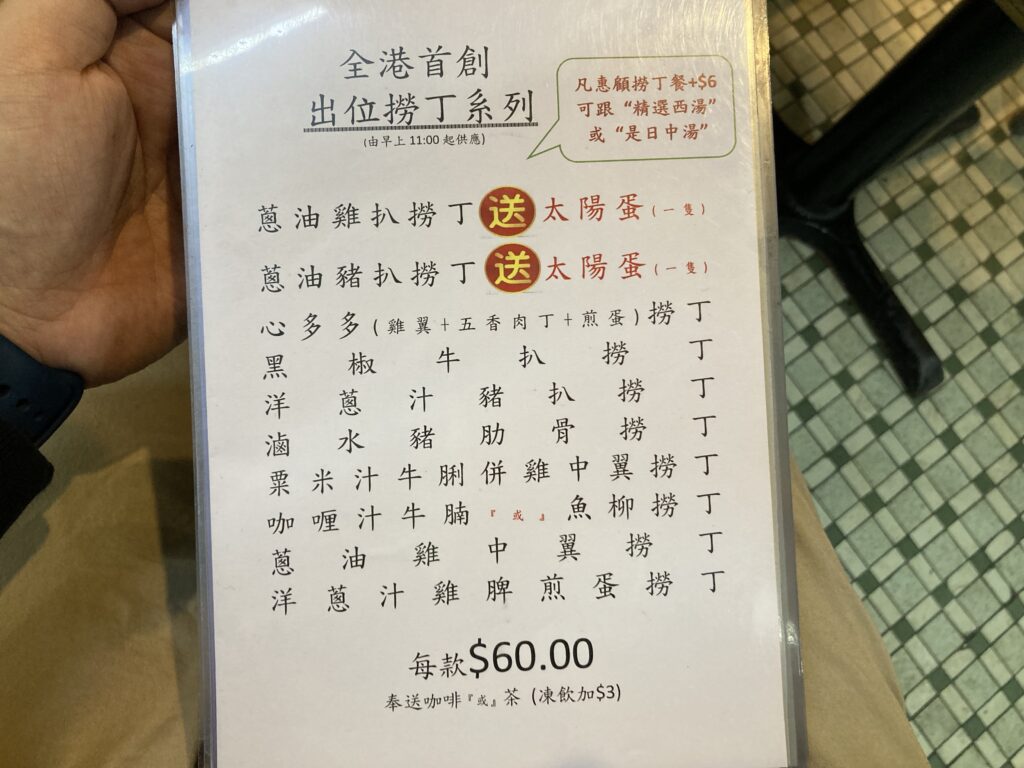 全港首創
出位撈丁系列
(由早上 11:00 起供應)
凡惠顧撈丁餐+$6
可跟 “精選西湯”
或 “是日中湯”
蔥油雞扒撈丁送太陽蛋(一隻)
蔥油豬扒撈丁送太陽蛋(一隻)
心多多(雞翼+五香肉丁+煎蛋)撈丁
黑椒牛扒撈丁
洋蔥汁豬扒撈丁
滷水豬肋骨撈丁
粟米汁牛脷併雞中翼撈丁
咖喱汁牛腩『或』魚柳撈丁
蔥油雞中翼撈丁
洋蔥汁雞脾煎蛋撈丁
每款$60.00
奉送咖啡『或』茶 (凍飲加$3)